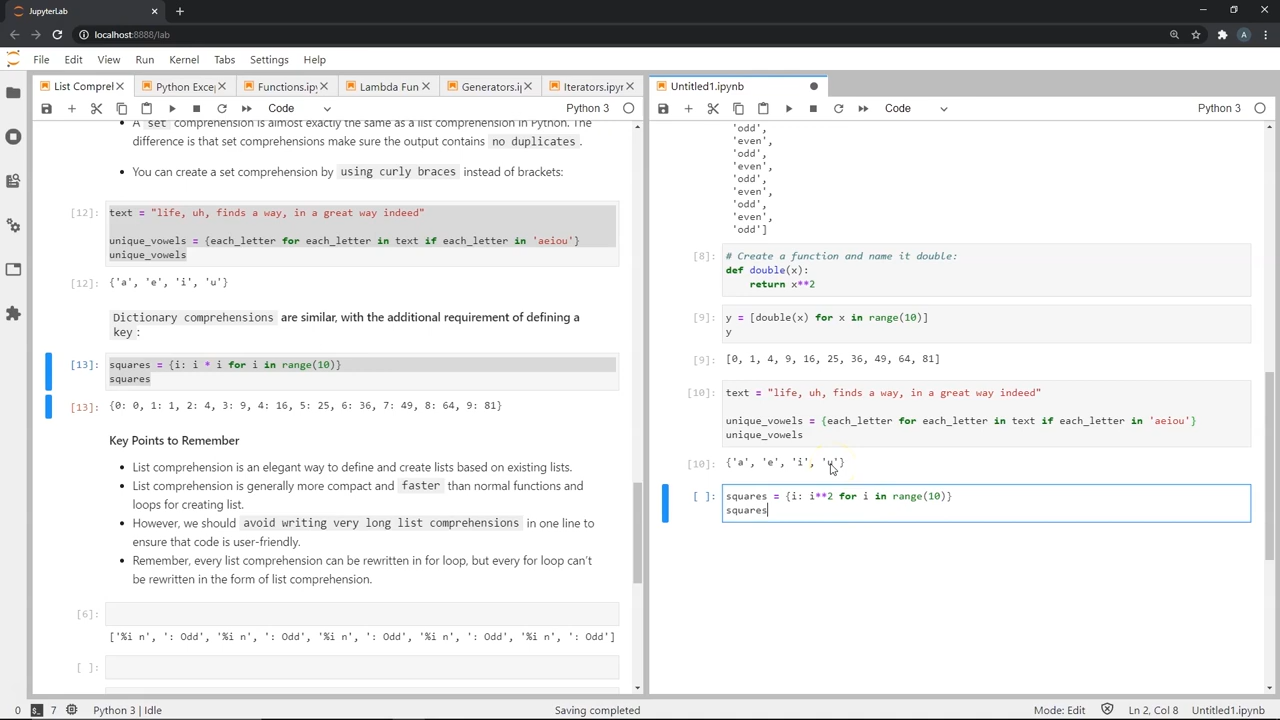 JupyterLab
localhost:8888/lab
A
File Edit View Run Kernel Tabs Settings Help
List Comprel
Python Excep
Functions.ipy
Lambda Fun
Generators.i
Iterators.ipyr
Code
Python 3
A set comprehension is almost exactly the same as a list comprehension in Python. The
difference is that set comprehensions make sure the output contains no duplicates.
You can create a set comprehension by using curly braces instead of brackets:
[12]: text = "life, uh, finds a way, in a great way indeed"
unique_vowels = {each_letter for each_letter in text if each_letter in 'aeiou'}
unique_vowels
[12]: {'a', 'e', 'i', 'u'}
Dictionary comprehensions are similar, with the additional requirement of defining a
key :
[13]: squares = {i: i * i for i in range(10)}
squares
[13]: {0: 0, 1: 1, 2: 4, 3: 9, 4: 16, 5: 25, 6: 36, 7: 49, 8: 64, 9: 81}
Key Points to Remember
List comprehension is an elegant way to define and create lists based on existing lists.
List comprehension is generally more compact and faster than normal functions and
loops for creating list.
However, we should avoid writing very long list comprehensions in one line to
ensure that code is user-friendly.
Remember, every list comprehension can be rewritten in for loop, but every for loop can't
be rewritten in the form of list comprehension.
[6]:
['%i n', ': Odd', '%i n', ': Odd', '%i n', ': Odd', '%i n', ': Odd', '%i n', ': Odd']
[ ]:
Untitled1.ipynb
Code
Python 3
'odd',
'even',
'odd',
'even',
'odd',
'even',
'odd',
'even',
'odd']
[8]: # Create a function and name it double:
def double(x):
return x**2
[9]: y = [double(x) for x in range(10)]
y
[9]: [0, 1, 4, 9, 16, 25, 36, 49, 64, 81]
[10]: text = "life, uh, finds a way, in a great way indeed"
unique_vowels = {each_letter for each_letter in text if each_letter in 'aeiou'}
unique_vowels
[10]: {'a', 'e', 'i', 'u'}
[ ]: squares = {i: i**2 for i in range(10)}
squares
0 7 Python 3 | Idle
Saving completed
Mode: Edit
Ln 2, Col 8
Untitled1.ipynb